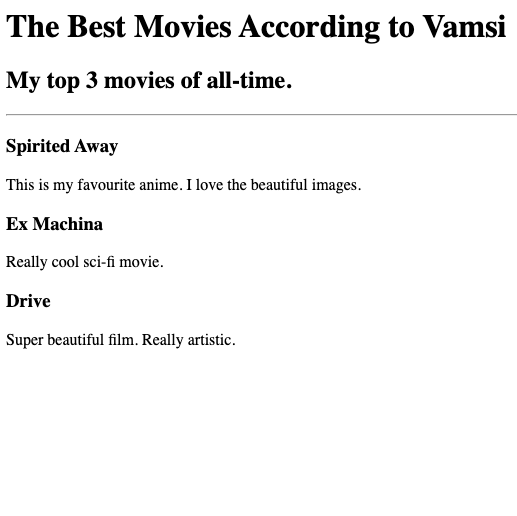 The Best Movies According to Vamsi
My top 3 movies of all-time.
Spirited Away
This is my favourite anime. I love the beautiful images.
Ex Machina
Really cool sci-fi movie.
Drive
Super beautiful film. Really artistic.